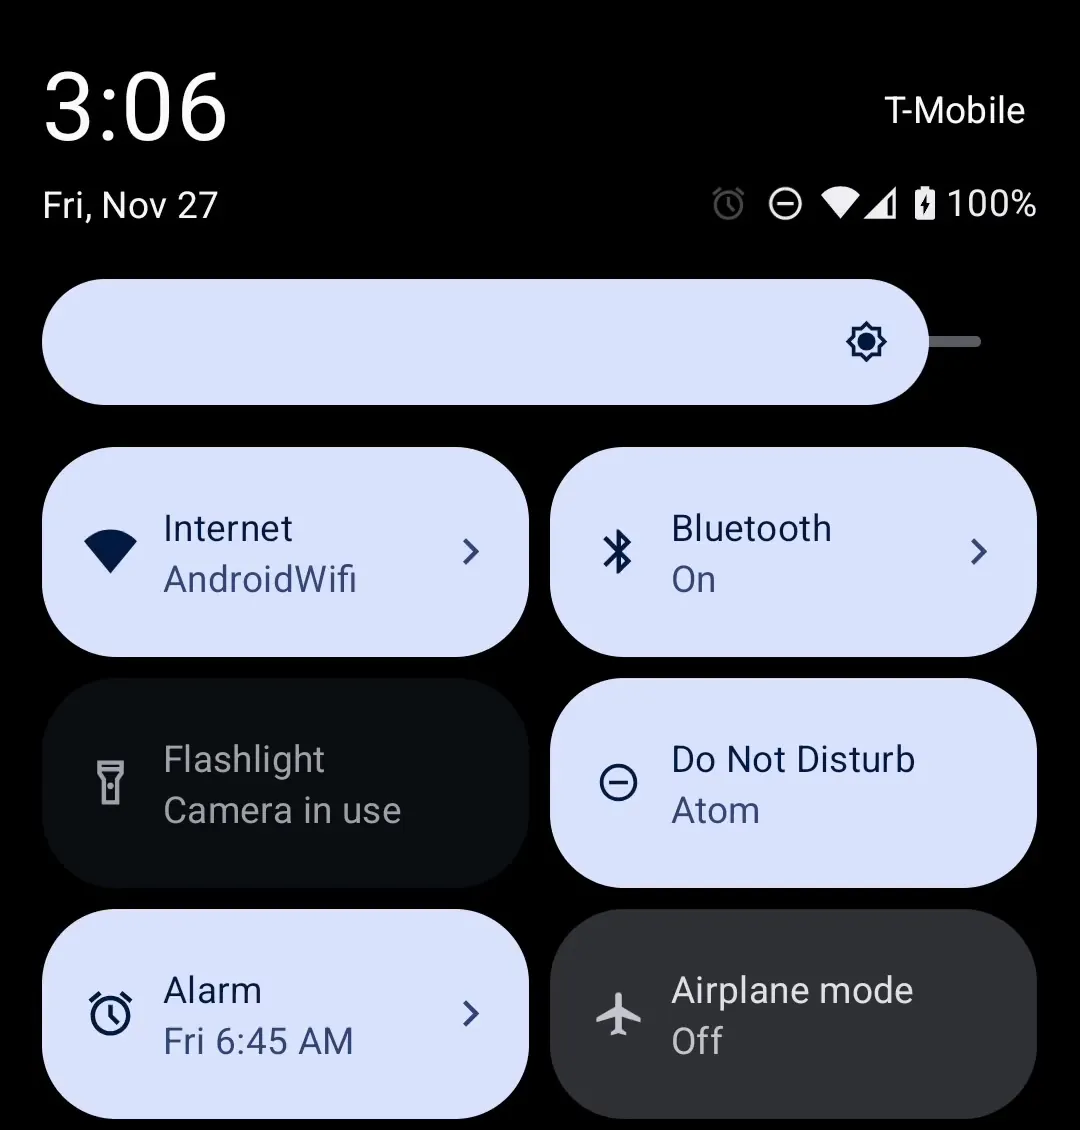 3:06
T-Mobile
Fri, Nov 27
100%
Internet
AndroidWifi
Bluetooth
On
Flashlight
Camera in use
Do Not Disturb
Atom
Alarm
Fri 6:45 AM
Airplane mode
Off